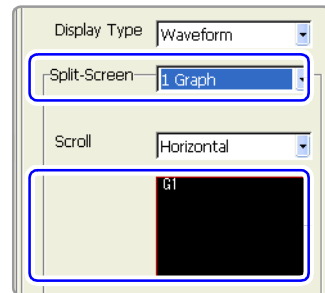 Display Type Waveform
Split-Screen 1 Graph
Scroll Horizontal
G1